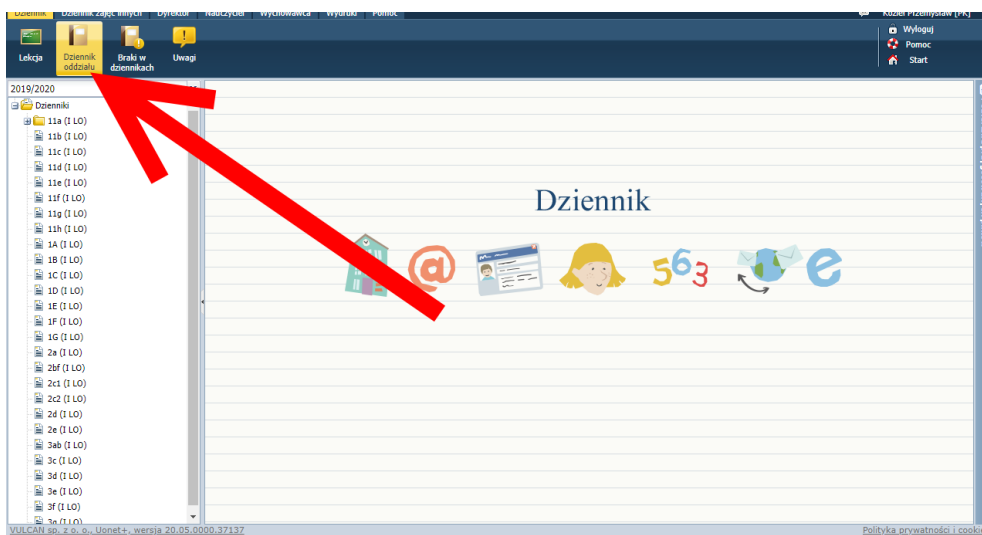 Dziennik Dziennik zajęć innych Dyrektor Nauczyciel Wychowawca Wydruki Pomoc Kozieł Przemysław [PK]
Lekcja
Dziennik oddziału
Braki w dziennikach
Uwagi
Wyloguj
Pomoc
Start
2019/2020
Dzienniki
11a (I LO)
11b (I LO)
11c (I LO)
11d (I LO)
11e (I LO)
11f (I LO)
11g (I LO)
11h (I LO)
1A (I LO)
1B (I LO)
1C (I LO)
1D (I LO)
1E (I LO)
1F (I LO)
1G (I LO)
2a (I LO)
2bf (I LO)
2c1 (I LO)
2c2 (I LO)
2d (I LO)
2e (I LO)
3ab (I LO)
3c (I LO)
3d (I LO)
3e (I LO)
3f (I LO)
3g (I LO)
Dziennik
@ 563 e
VULCAN sp. z o. o., Uonet+, wersja 20.05.0000.37137
Polityka prywatności i cookie